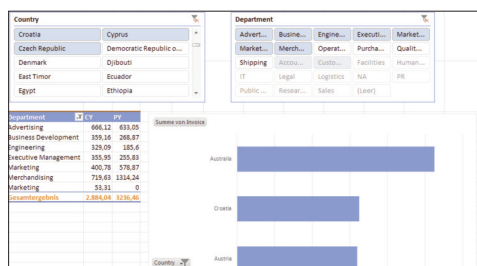 Country
Croatia
Cyprus
Czech Republic
Democratic Republic o...
Denmark
Djibouti
East Timor
Ecuador
Egypt
Ethiopia
Department
Advert...
Busine...
Engine...
Executi...
Market...
Market...
Merch...
Operat...
Purcha...
Qualit...
Shipping
Accou...
Custo...
Facilities
Human...
IT
Legal
Logistics
NA
PR
Public ...
Resear...
Sales
(Leer)
Department CY PY
Advertising 666,12 633,05
Business Development 359,16 268,87
Engineering 329,09 185,6
Executive Management 355,95 255,83
Marketing 400,78 578,87
Merchandising 719,63 1314,24
Marketing 53,31 0
Gesamtergebnis 2.884,04 3236,46
Summe von Invoice
Australia
Croatia
Austria
Country